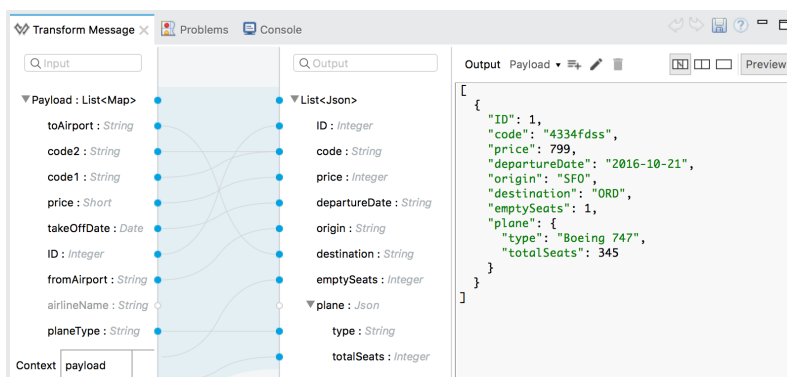 Transform Message Problems Console
Input
Payload : List<Map>
toAirport : String
code2 : String
code1 : String
price : Short
takeOffDate : Date
ID : Integer
fromAirport : String
airlineName : String
planeType : String
Context payload
Output
List<Json>
ID : Integer
code : String
price : Integer
departureDate : String
origin : String
destination : String
emptySeats : Integer
plane : Json
type : String
totalSeats : Integer
Output Payload Preview
[
{
"ID": 1,
"code": "4334fdss",
"price": 799,
"departureDate": "2016-10-21",
"origin": "SFO",
"destination": "ORD",
"emptySeats": 1,
"plane": {
"type": "Boeing 747",
"totalSeats": 345
}
}
]